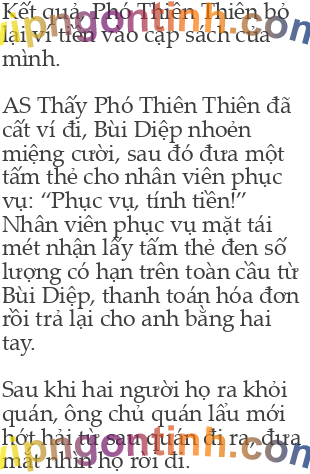 Kết quả, Phó Thiên Thiên bỏ
lại ví tiền vào cặp sách của
mình.
AS Thấy Phó Thiên Thiên đã
cất ví đi, Bùi Diệp nhoẻn
miệng cười, sau đó đưa một
tấm thẻ cho nhân viên phục
vụ: “Phục vụ, tính tiền!”
Nhân viên phục vụ mặt tái
mét nhận lấy tấm thẻ đen số
lượng có hạn trên toàn cầu từ
Bùi Diệp, thanh toán hóa đơn
rồi trả lại cho anh bằng hai
tay.
Sau khi hai người họ ra khỏi
quán, ông chủ quán lẩu mới
hớt hải từ sau quán đi ra, đưa
mắt nhìn họ rời đi.
vipngontinh.com
vipngontinh.com